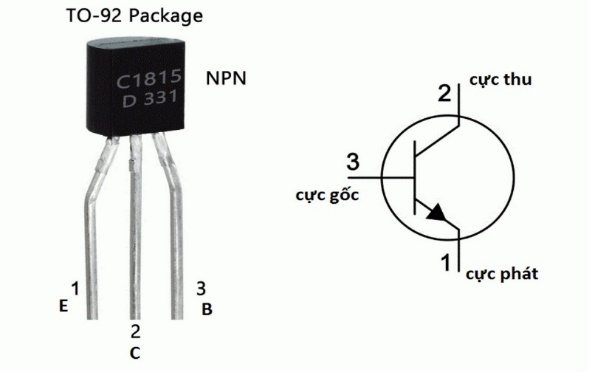 TO-92 Package
C1815
D 331
NPN
1
E
2
C
3
B
2
cực thu
3
cực gốc
1
cực phát